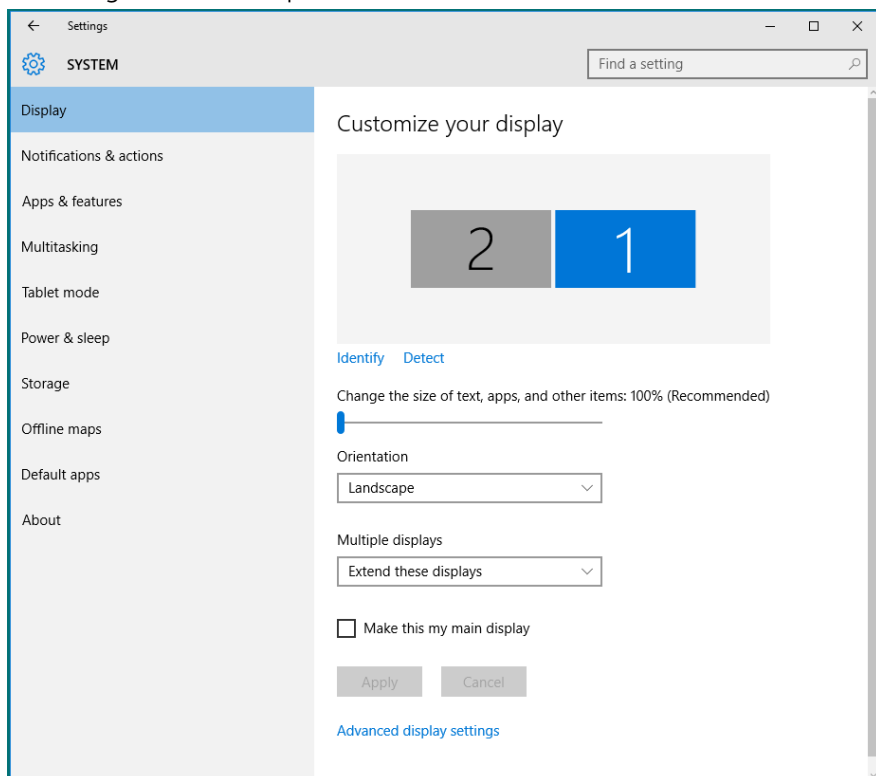 Settings
SYSTEM
Find a setting
Display
Notifications & actions
Apps & features
Multitasking
Tablet mode
Power & sleep
Storage
Offline maps
Default apps
About
Customize your display
2 1
Identify Detect
Change the size of text, apps, and other items: 100% (Recommended)
Orientation
Landscape
Multiple displays
Extend these displays
Make this my main display
Apply Cancel
Advanced display settings